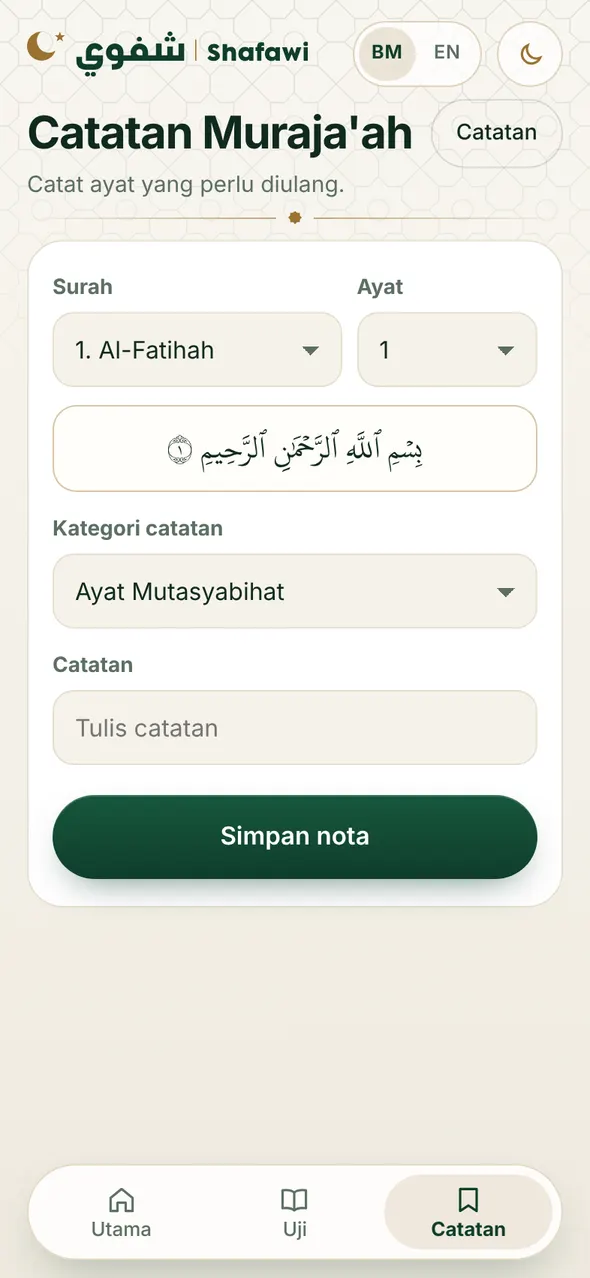 شفوي | Shafawi
BM EN
Catatan Muraja'ah
Catatan
Catat ayat yang perlu diulang.
Surah
Ayat
1. Al-Fatihah
1
بِسْمِ ٱللَّهِ ٱلرَّحْمَٰنِ ٱلرَّحِيمِ ١
Kategori catatan
Ayat Mutasyabihat
Catatan
Tulis catatan
Simpan nota
Utama
Uji
Catatan